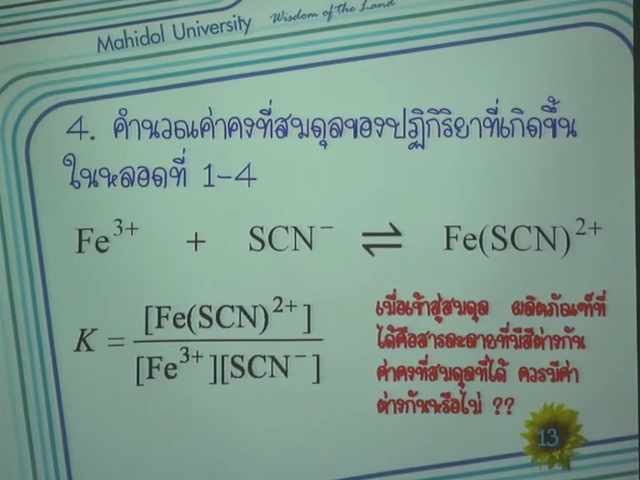 Mahidol University Wisdom of the Land
4. คำนวณค่าคงที่สมดุลของปฏิกิริยาที่เกิดขึ้น
ในหลอดที่ 1-4
Fe³⁺ + SCN⁻ ⇌ Fe(SCN)²⁺
K = [Fe(SCN)²⁺] / [Fe³⁺][SCN⁻]
เมื่อเข้าสู่สมดุล ผลิตภัณฑ์ที่
ได้คือสารละลายที่มีสีต่างกัน
ค่าคงที่สมดุลที่ได้ ควรมีค่า
ต่างกันหรือไม่ ??
13